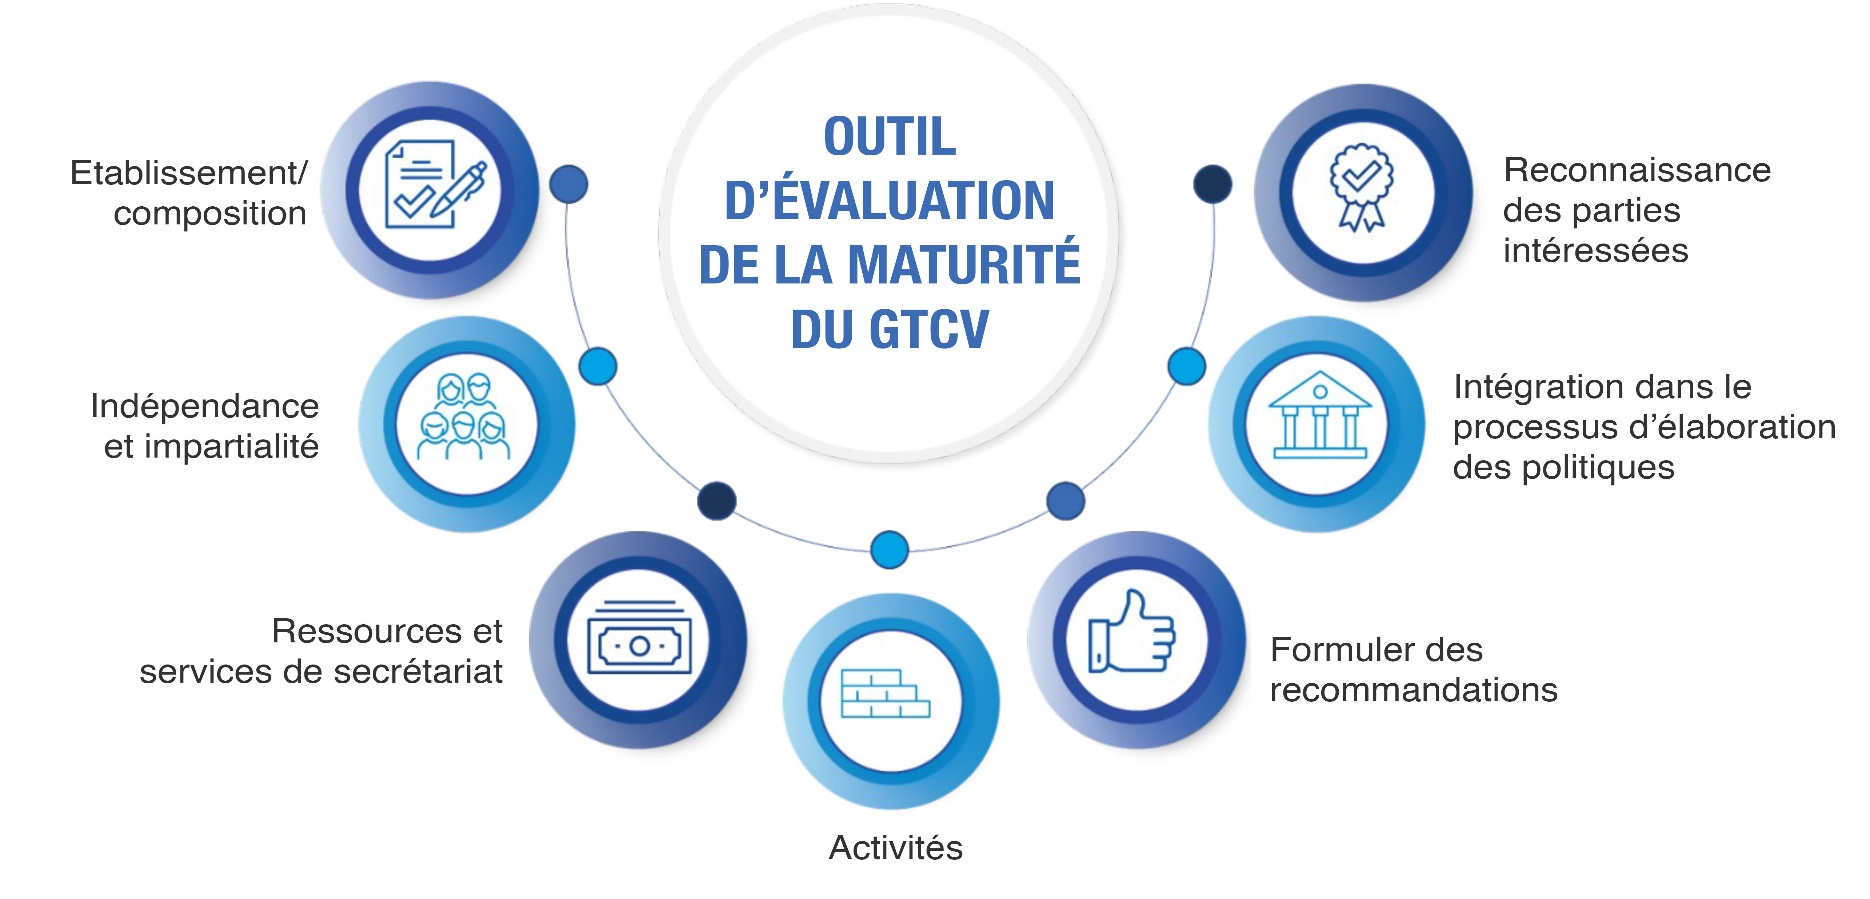 OUTIL
D’ÉVALUATION
DE LA MATURITÉ
DU GTCV
Etablissement/
composition
Indépendance
et impartialité
Ressources et
services de secrétariat
Activités
Formuler des
recommandations
Intégration dans le
processus d’élaboration
des politiques
Reconnaissance
des parties
intéressées